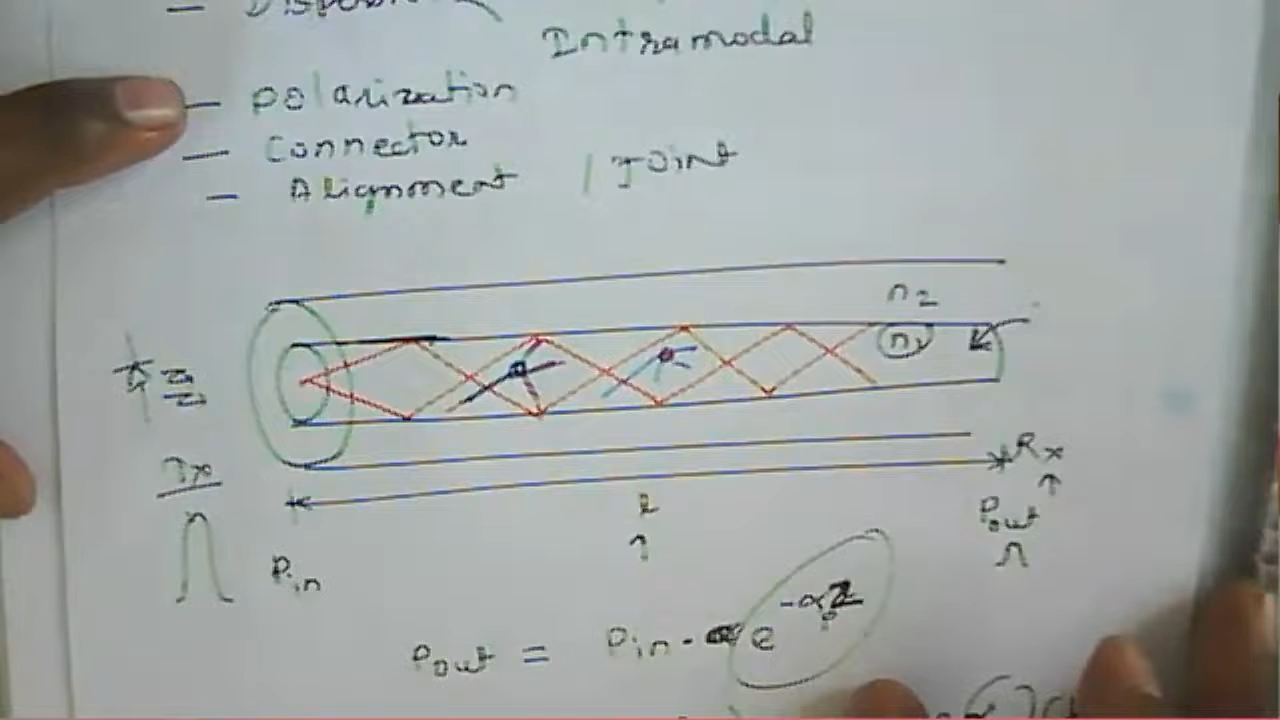 Intramodal
— Polarization
— Connector
— Alignment / Joint
n2
n1
Tx
Rx
Pin
Pout
Pout = Pin · e^-αz